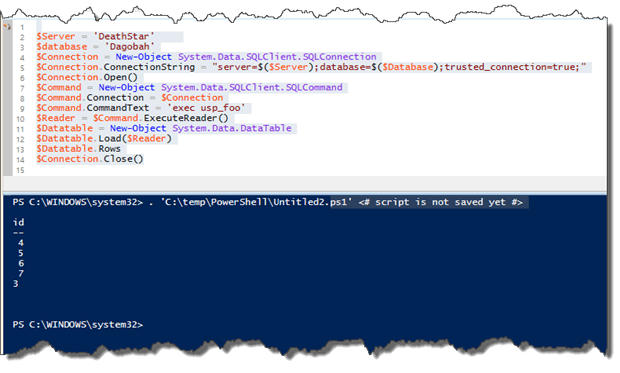 1
2 $Server = 'DeathStar'
3 $database = 'Dagobah'
4 $Connection = New-Object System.Data.SQLClient.SQLConnection
5 $Connection.ConnectionString = "server=$($Server);database=$($Database);trusted_connection=true;"
6 $Connection.Open()
7 $Command = New-Object System.Data.SQLClient.SQLCommand
8 $Command.Connection = $Connection
9 $Command.CommandText = 'exec usp_foo'
10 $Reader = $Command.ExecuteReader()
11 $Datatable = New-Object System.Data.DataTable
12 $Datatable.Load($Reader)
13 $Datatable.Rows
14 $Connection.Close()
15
PS C:\WINDOWS\system32> . 'C:\temp\PowerShell\Untitled2.ps1' <# script is not saved yet #>
id
--
4
5
6
7
3
PS C:\WINDOWS\system32>